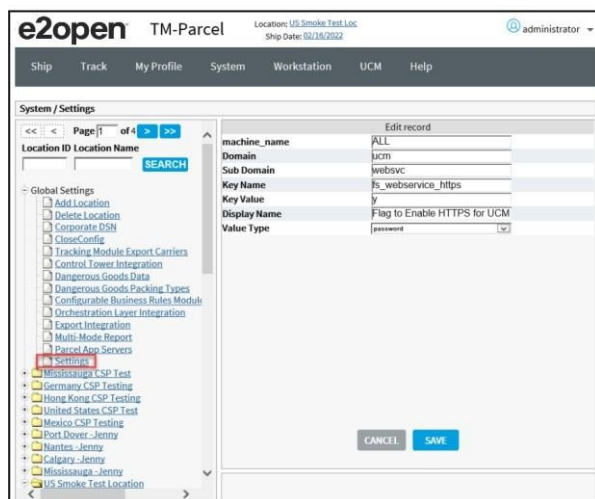 e2open TM-Parcel Location: US Smoke Test Loc administrator
Ship Date: 02/16/2022
Ship Track My Profile System Workstation UCM Help
System / Settings
<< < Page 1 of 4 > >>
Location ID Location Name
SEARCH
Global Settings
Add Location
Delete Location
Corporate DSN
CloseConfig
Tracking Module Export Carriers
Control Tower Integration
Dangerous Goods Data
Dangerous Goods Packing Types
Configurable Business Rules Module
Orchestration Layer Integration
Export Integration
Multi-Mode Report
Parcel App Servers
Settings
Mississauga CSP Test
Germany CSP Testing
Hong Kong CSP Testing
United States CSP Test
Mexico CSP Testing
Port Dover -Jenny
Nantes -Jenny
Calgary -Jenny
Mississauga -Jenny
US Smoke Test Location
Edit record
machine_name ALL
Domain ucm
Sub Domain websvc
Key Name fs_webservice_https
Key Value y
Display Name Flag to Enable HTTPS for UCM
Value Type password
CANCEL SAVE